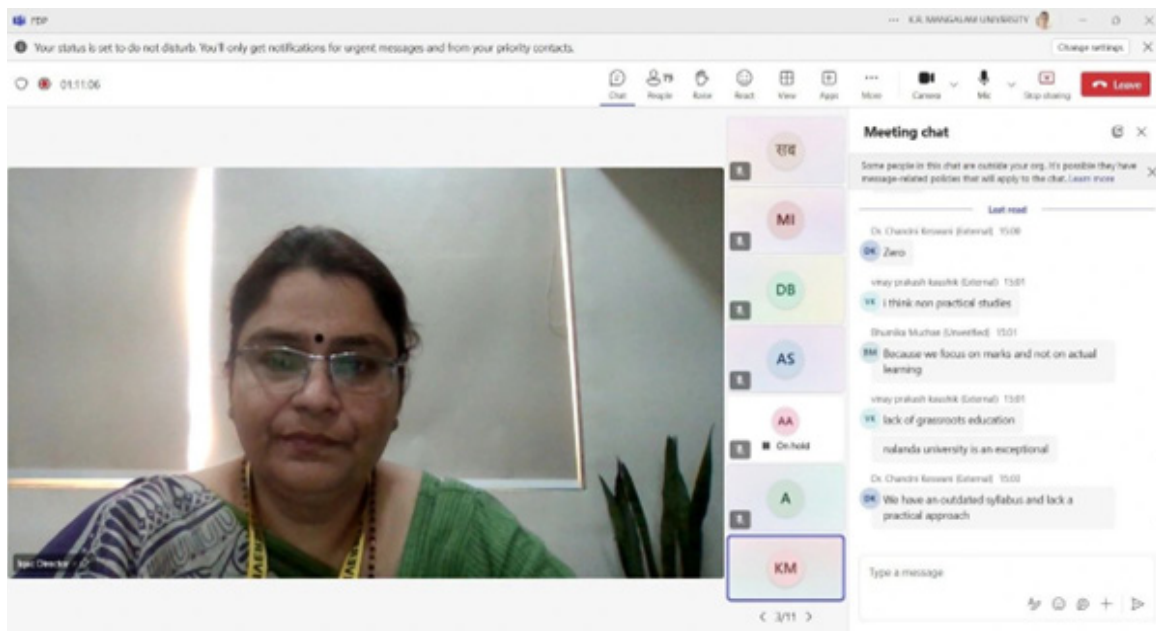 FDP
K.R. MANGALAM UNIVERSITY
Your status is set to do not disturb. You'll only get notifications for urgent messages and from your priority contacts.
Change settings
01:11:06
Chat
People
79
Raise
React
View
Apps
More
Camera
Mic
Stop sharing
Leave
सब
MI
DB
AS
AA
On hold
A
KM
3/11
Iqac Director
Meeting chat
Some people in this chat are outside your org. It's possible they have
message-related policies that will apply to the chat. Learn more
Last read
Dr. Chandni Keswani (External) 15:00
DK Zero
vinay prakash kaushik (External) 15:01
VK i think non practical studies
Bhumika (Unverified) 15:01
BM Because we focus on marks and not on actual
learning
vinay prakash kaushik (External) 15:01
VK lack of grassroots education
nalanda university is an exceptional
Dr. Chandni Keswani (External)
DK We have an outdated syllabus and lack a
practical approach
Type a message